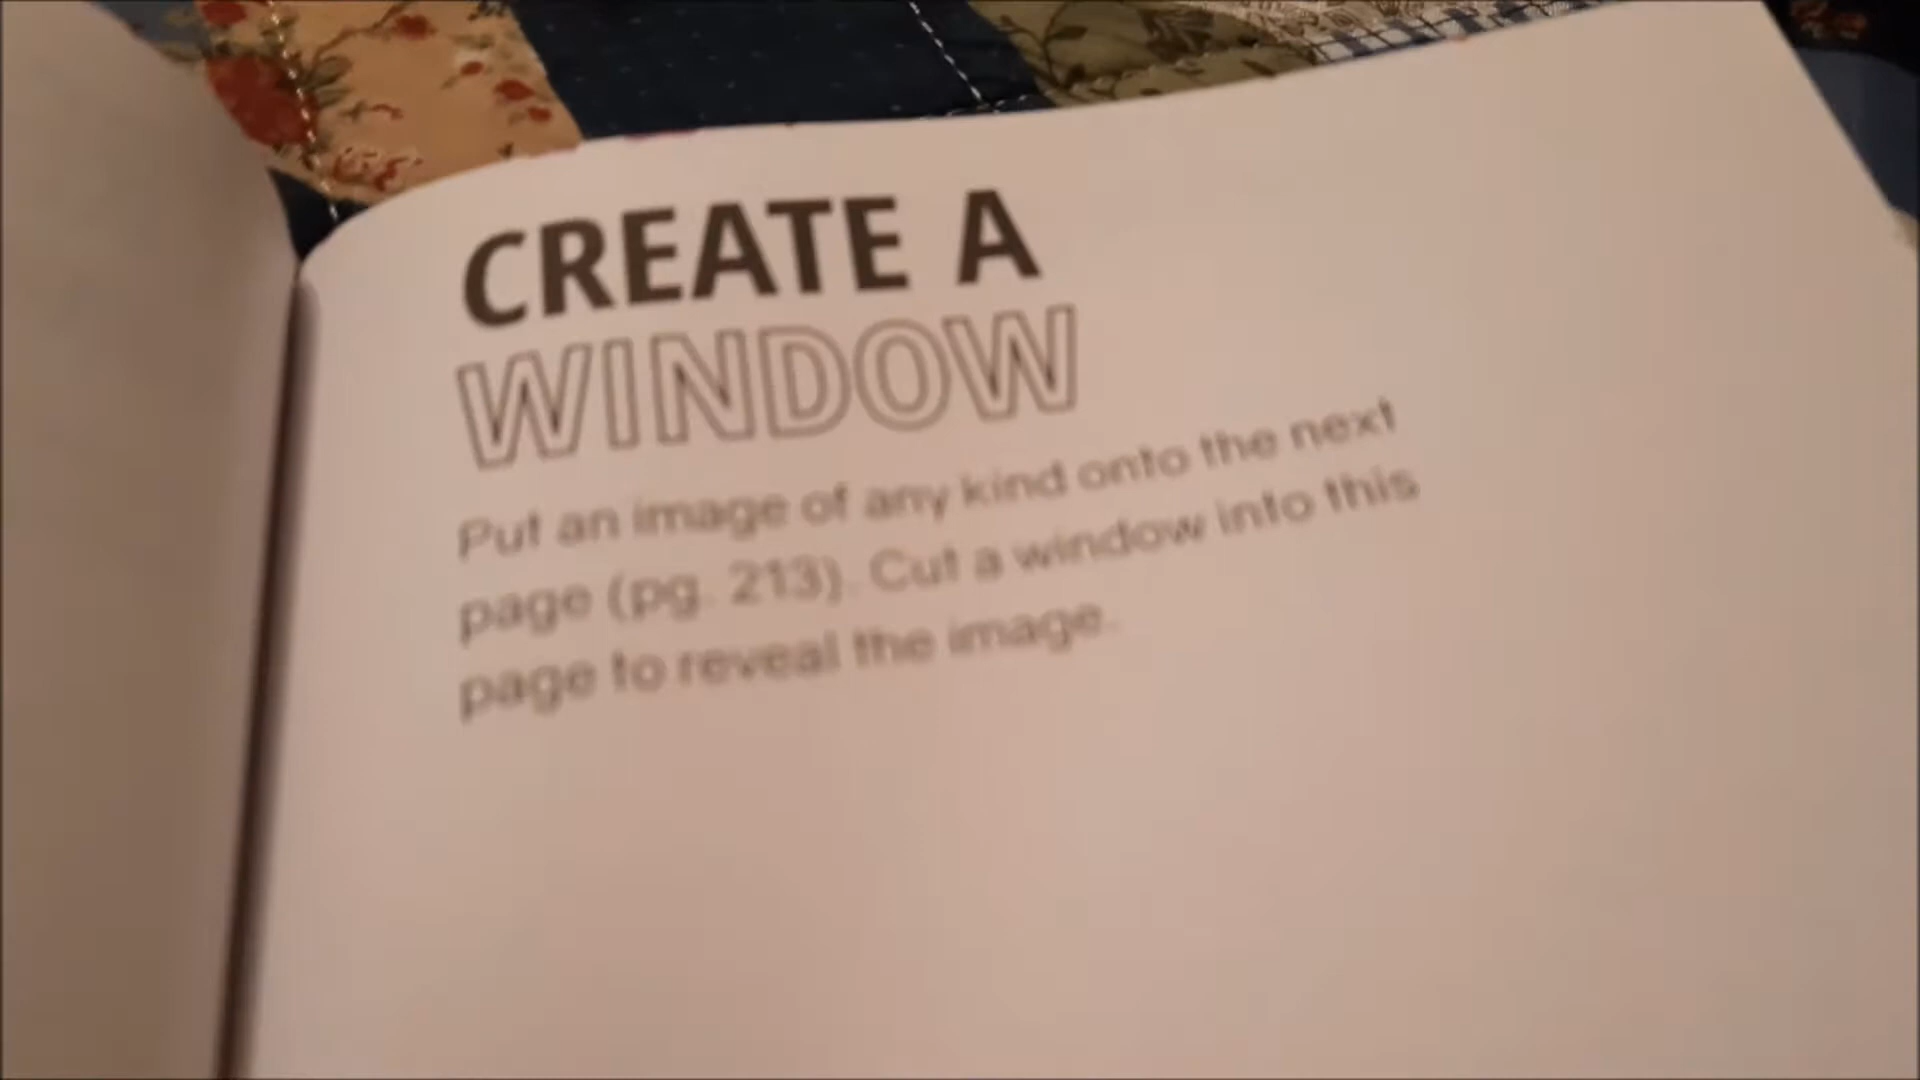 CREATE A
WINDOW
Put an image of any kind onto the next
page (pg. 213). Cut a window into this
page to reveal the image.